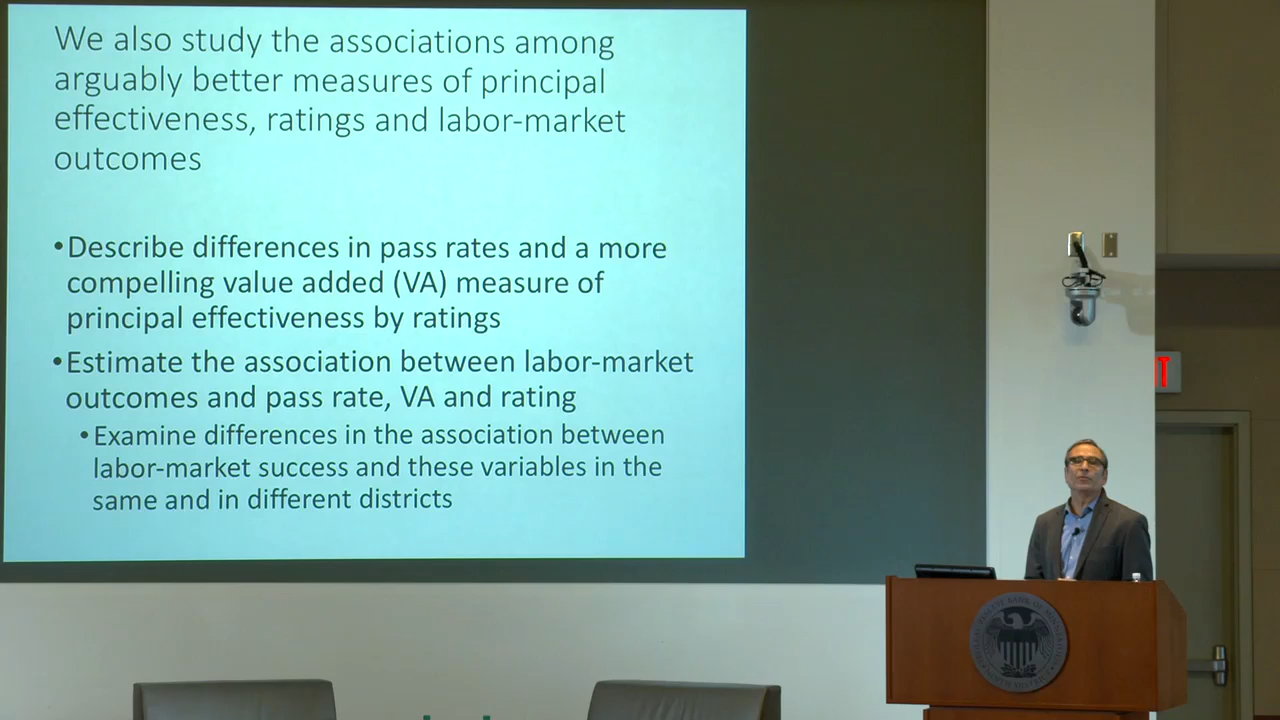 We also study the associations among
arguably better measures of principal
effectiveness, ratings and labor-market
outcomes
•Describe differences in pass rates and a more
compelling value added (VA) measure of
principal effectiveness by ratings
•Estimate the association between labor-market
outcomes and pass rate, VA and rating
•Examine differences in the association between
labor-market success and these variables in the
same and in different districts
IT